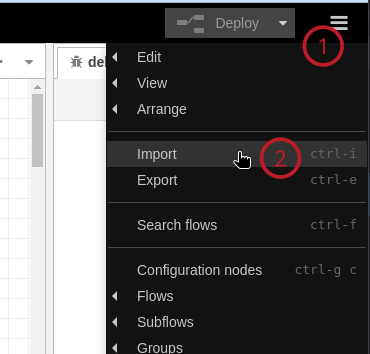 Deploy
1
de
Edit
View
Arrange
Import ctrl-i
2
Export ctrl-e
Search flows ctrl-f
Configuration nodes ctrl-g c
Flows
Subflows
Groups